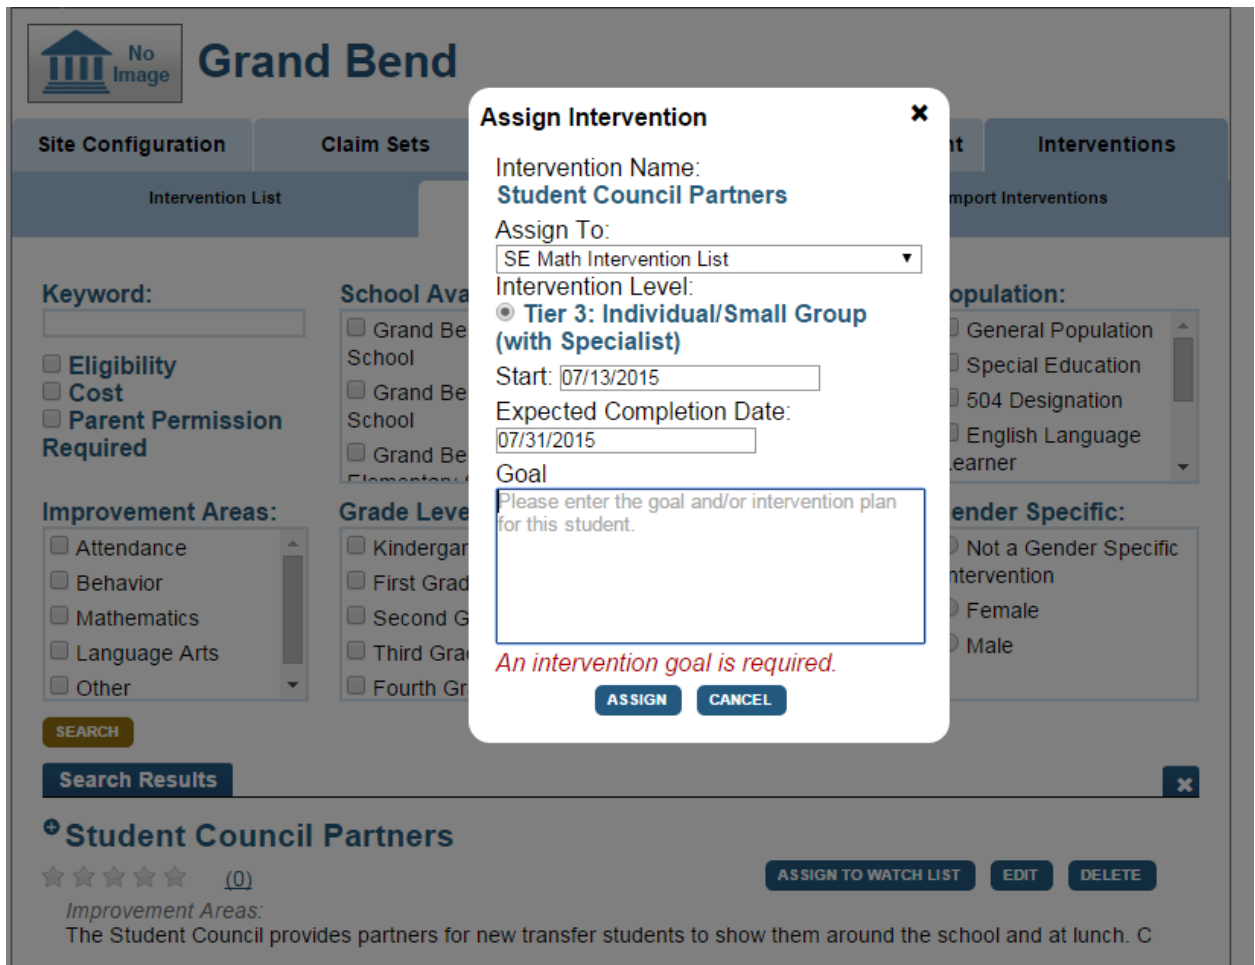 No
Image
Grand Bend
Site Configuration
Claim Sets
nt
Interventions
Intervention List
mport Interventions
Assign Intervention
Intervention Name:
Student Council Partners
Assign To:
SE Math Intervention List
Intervention Level:
Tier 3: Individual/Small Group
(with Specialist)
Start: 07/13/2015
Expected Completion Date:
07/31/2015
Goal
Please enter the goal and/or intervention plan
for this student.
An intervention goal is required.
ASSIGN
CANCEL
Keyword:
Eligibility
Cost
Parent Permission
Required
School Ava
Grand Be
School
Grand Be
School
Grand Be
opulation:
General Population
Special Education
504 Designation
English Language
earner
Improvement Areas:
Attendance
Behavior
Mathematics
Language Arts
Other
Grade Leve
Kindergar
First Grad
Second G
Third Gra
Fourth Gr
ender Specific:
Not a Gender Specific
ntervention
Female
Male
SEARCH
Search Results
Student Council Partners
(0)
ASSIGN TO WATCH LIST
EDIT
DELETE
Improvement Areas:
The Student Council provides partners for new transfer students to show them around the school and at lunch. C